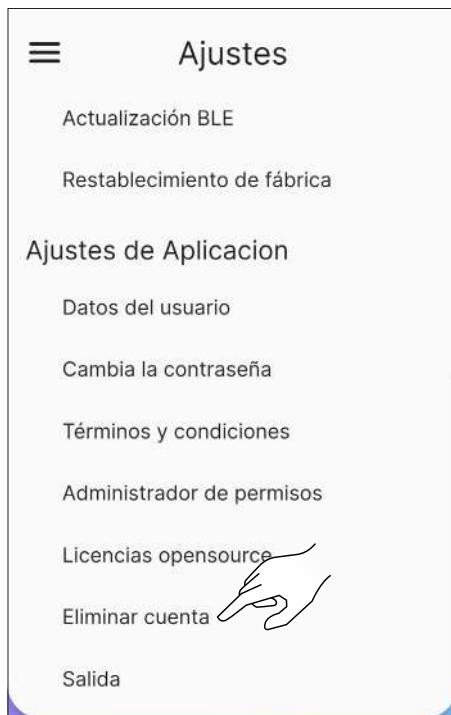 Ajustes
Actualización BLE
Restablecimiento de fábrica
Ajustes de Aplicacion
Datos del usuario
Cambia la contraseña
Términos y condiciones
Administrador de permisos
Licencias opensource
Eliminar cuenta
Salida